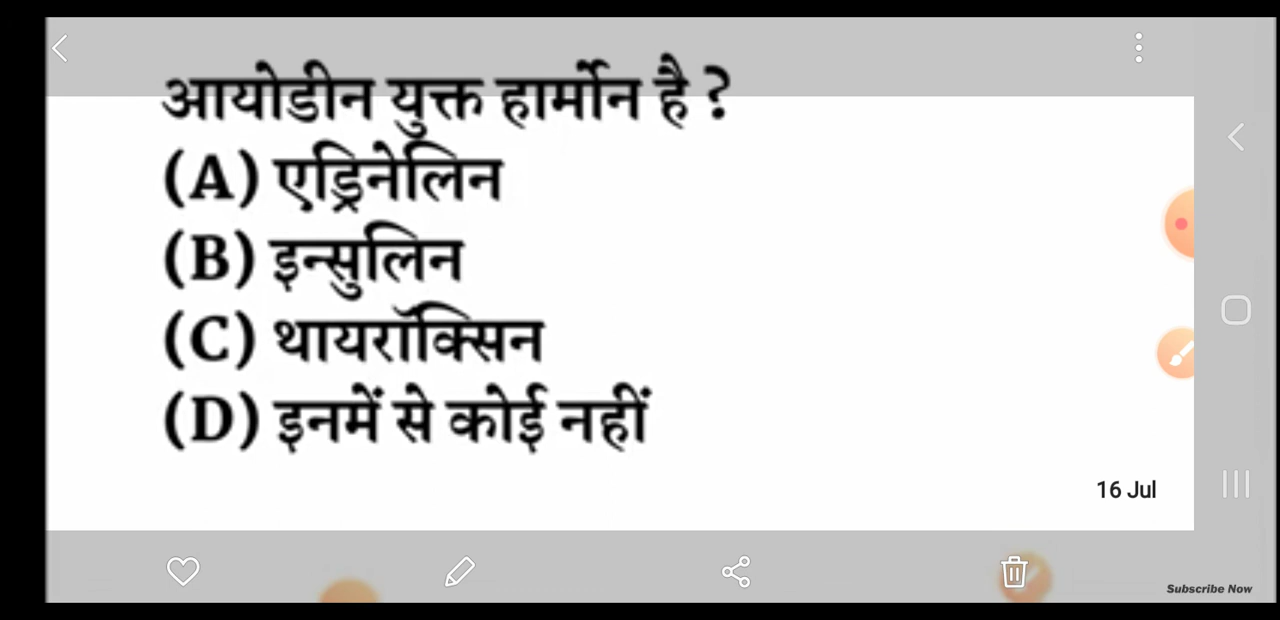 आयोडीन युक्त हार्मोन है ?
(A) एड्रिनेलिन
(B) इन्सुलिन
(C) थायरॉक्सिन
(D) इनमें से कोई नहीं
16 Jul
Subscribe Now